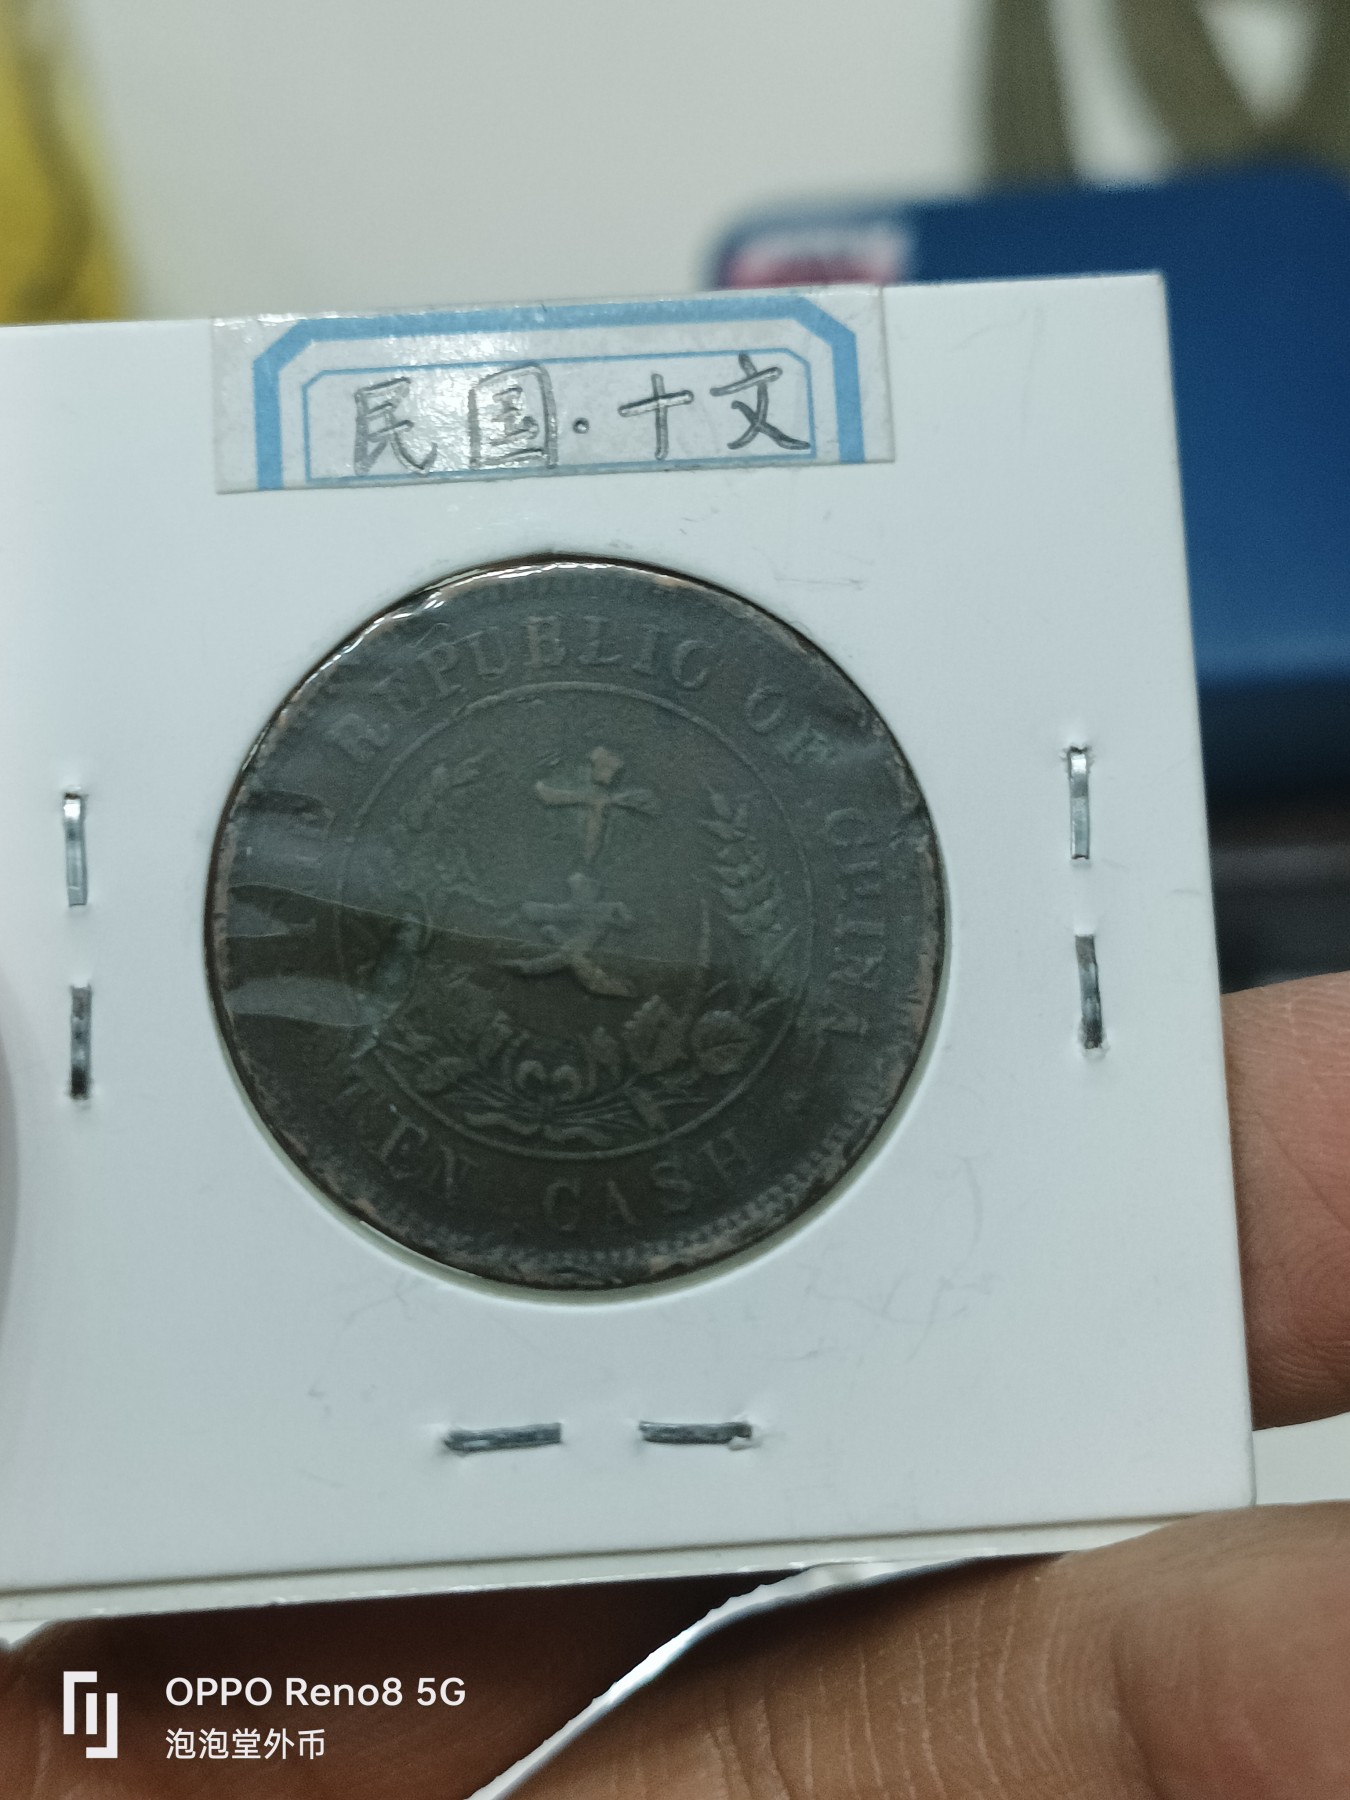 民国·十文
THE REPUBLIC OF CHINA
十
文
TEN CASH
OPPO Reno8 5G
泡泡堂外币